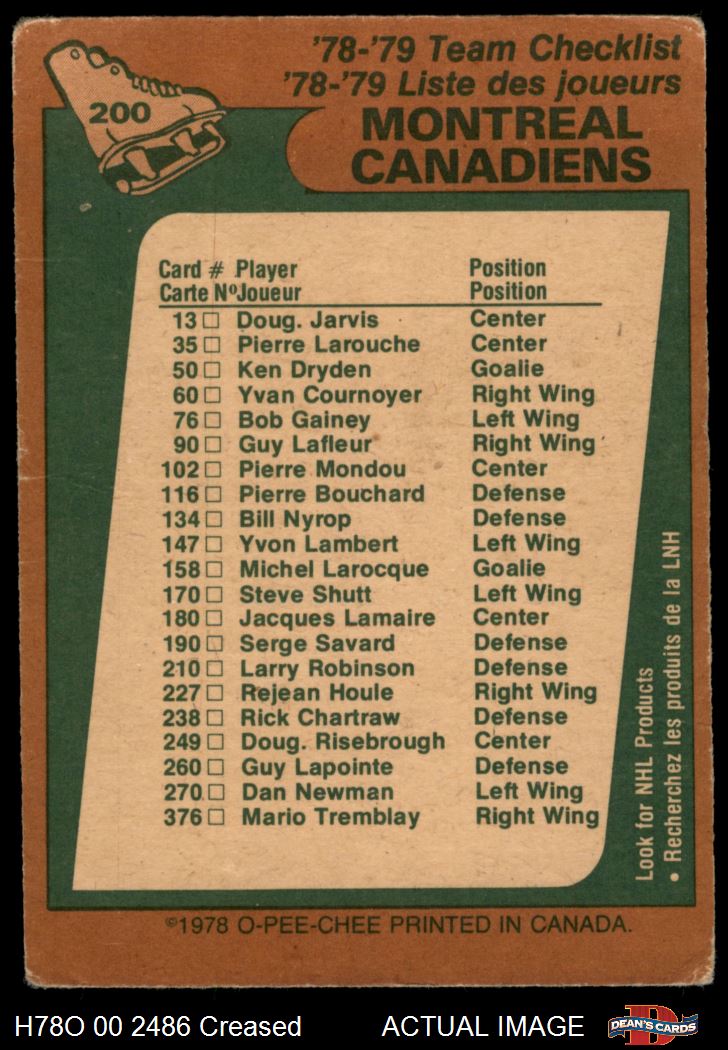 '78-'79 Team Checklist
'78-'79 Liste des joueurs
200
MONTREAL
CANADIENS
Card # Player Position
Carte Nº Joueur Position
13 □ Doug. Jarvis Center
35 □ Pierre Larouche Center
50 □ Ken Dryden Goalie
60 □ Yvan Cournoyer Right Wing
76 □ Bob Gainey Left Wing
90 □ Guy Lafleur Right Wing
102 □ Pierre Mondou Center
116 □ Pierre Bouchard Defense
134 □ Bill Nyrop Defense
147 □ Yvon Lambert Left Wing
158 □ Michel Larocque Goalie
170 □ Steve Shutt Left Wing
180 □ Jacques Lamaire Center
190 □ Serge Savard Defense
210 □ Larry Robinson Defense
227 □ Rejean Houle Right Wing
238 □ Rick Chartraw Defense
249 □ Doug. Risebrough Center
260 □ Guy Lapointe Defense
270 □ Dan Newman Left Wing
376 □ Mario Tremblay Right Wing
Look for NHL Products
• Recherchez les produits de la LNH
©1978 O-PEE-CHEE PRINTED IN CANADA.
H78O 00 2486 Creased ACTUAL IMAGE
D
DEAN'S CARDS